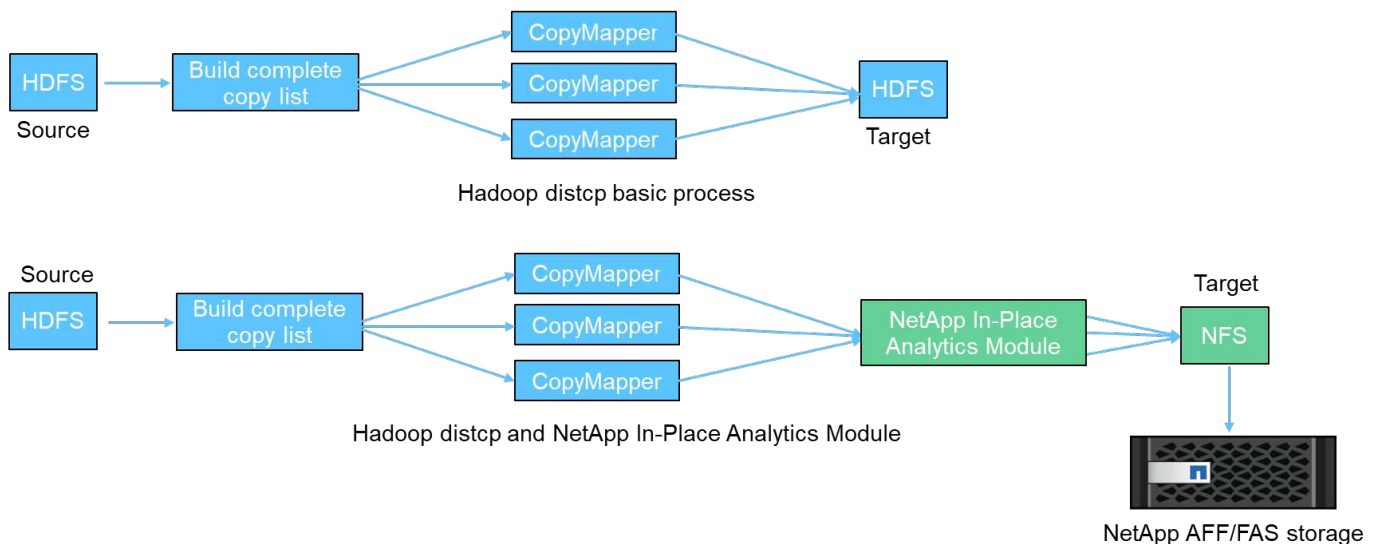 CopyMapper
HDFS
Build complete
copy list
CopyMapper
HDFS
Source
CopyMapper
Target
Hadoop distcp basic process
Source
CopyMapper
Target
HDFS
Build complete
copy list
CopyMapper
NetApp In-Place
Analytics Module
NFS
CopyMapper
Hadoop distcp and NetApp In-Place Analytics Module
NetApp AFF/FAS storage